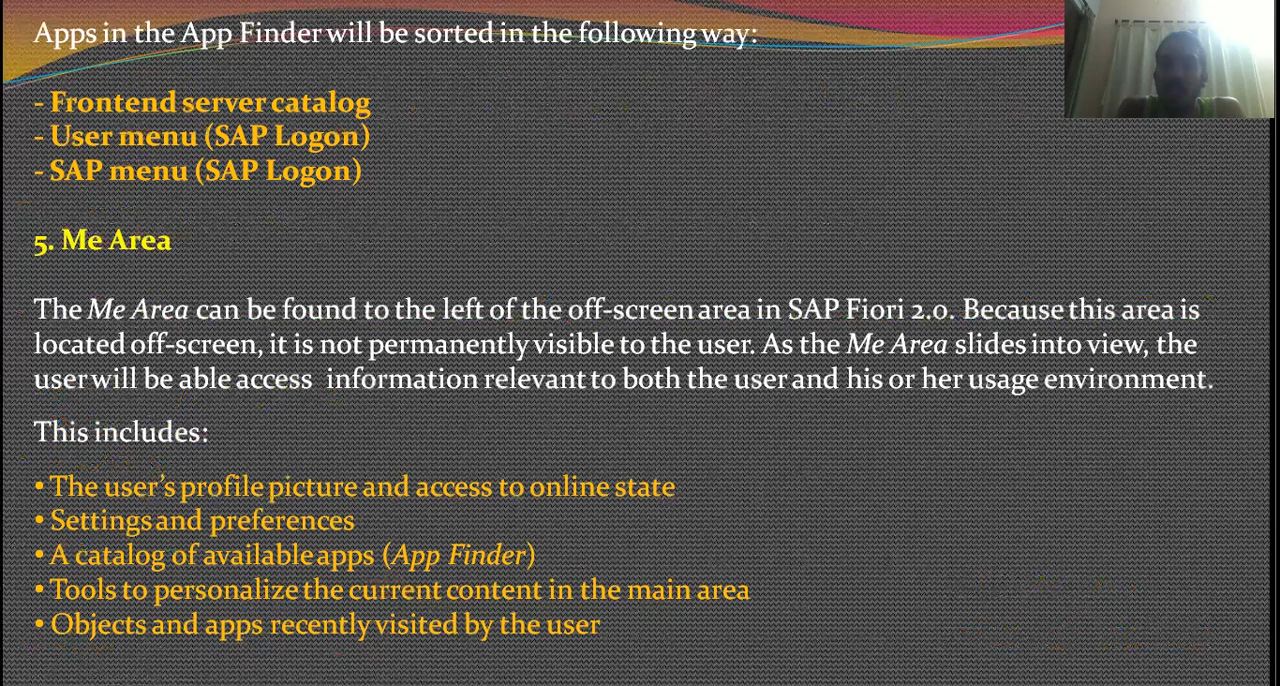 Apps in the App Finder will be sorted in the following way:
- Frontend server catalog
- User menu (SAP Logon)
- SAP menu (SAP Logon)
5. Me Area
The Me Area can be found to the left of the off-screen area in SAP Fiori 2.0. Because this area is
located off-screen, it is not permanently visible to the user. As the Me Area slides into view, the
user will be able access information relevant to both the user and his or her usage environment.
This includes:
• The user's profile picture and access to online state
• Settings and preferences
• A catalog of available apps (App Finder)
• Tools to personalize the current content in the main area
• Objects and apps recently visited by the user